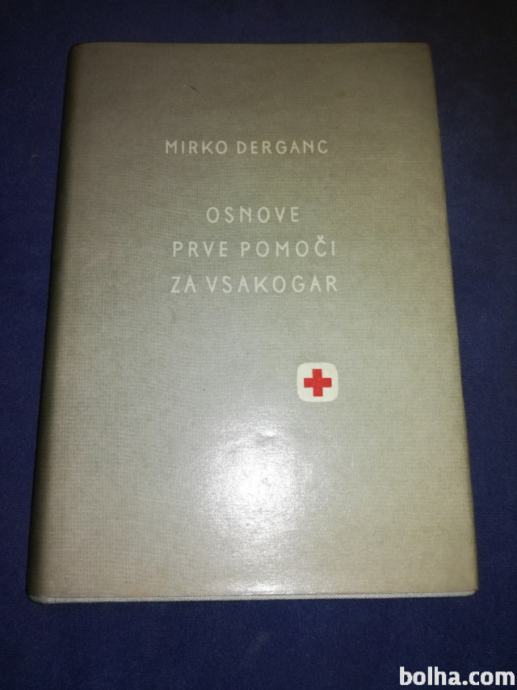 MIRKO DERGANC
OSNOVE
PRVE POMOČI
ZA VSAKOGAR
bolha.com